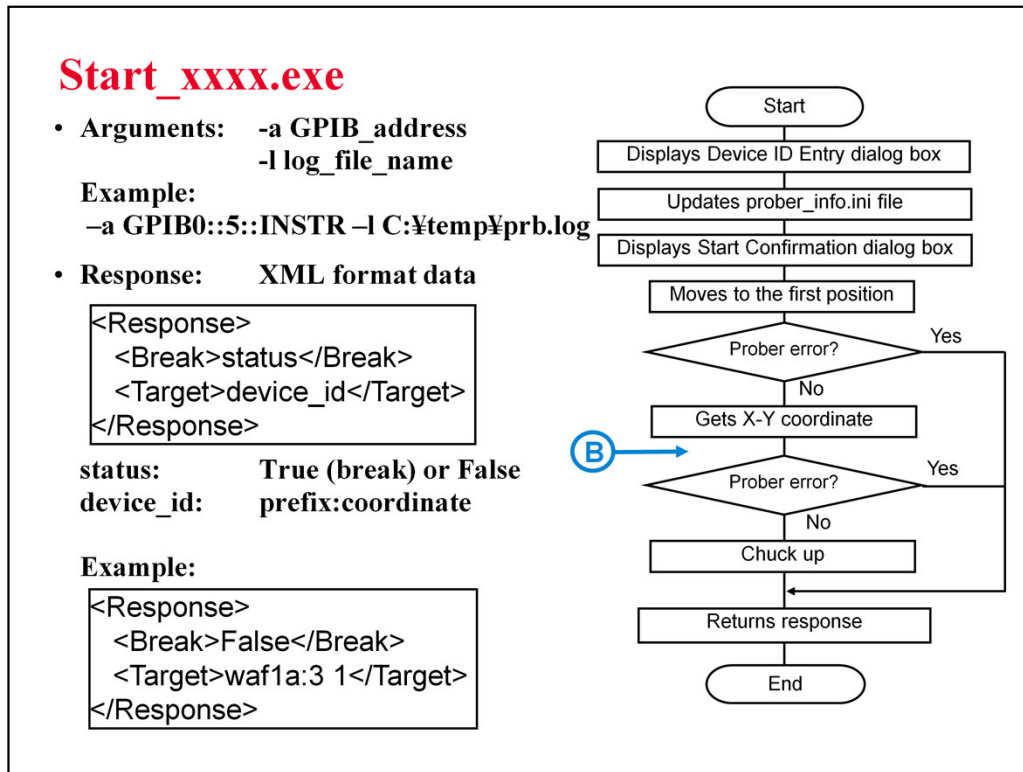 Start_xxxx.exe
• Arguments: -a GPIB_address
-l log_file_name
Example:
–a GPIB0::5::INSTR –l C:¥temp¥prb.log
• Response: XML format data
<Response>
<Break>status</Break>
<Target>device_id</Target>
</Response>
status: True (break) or False
device_id: prefix:coordinate
Example:
<Response>
<Break>False</Break>
<Target>waf1a:3 1</Target>
</Response>
Start
Displays Device ID Entry dialog box
Updates prober_info.ini file
Displays Start Confirmation dialog box
Moves to the first position
Prober error?
Yes
No
Gets X-Y coordinate
B
Prober error?
Yes
No
Chuck up
Returns response
End